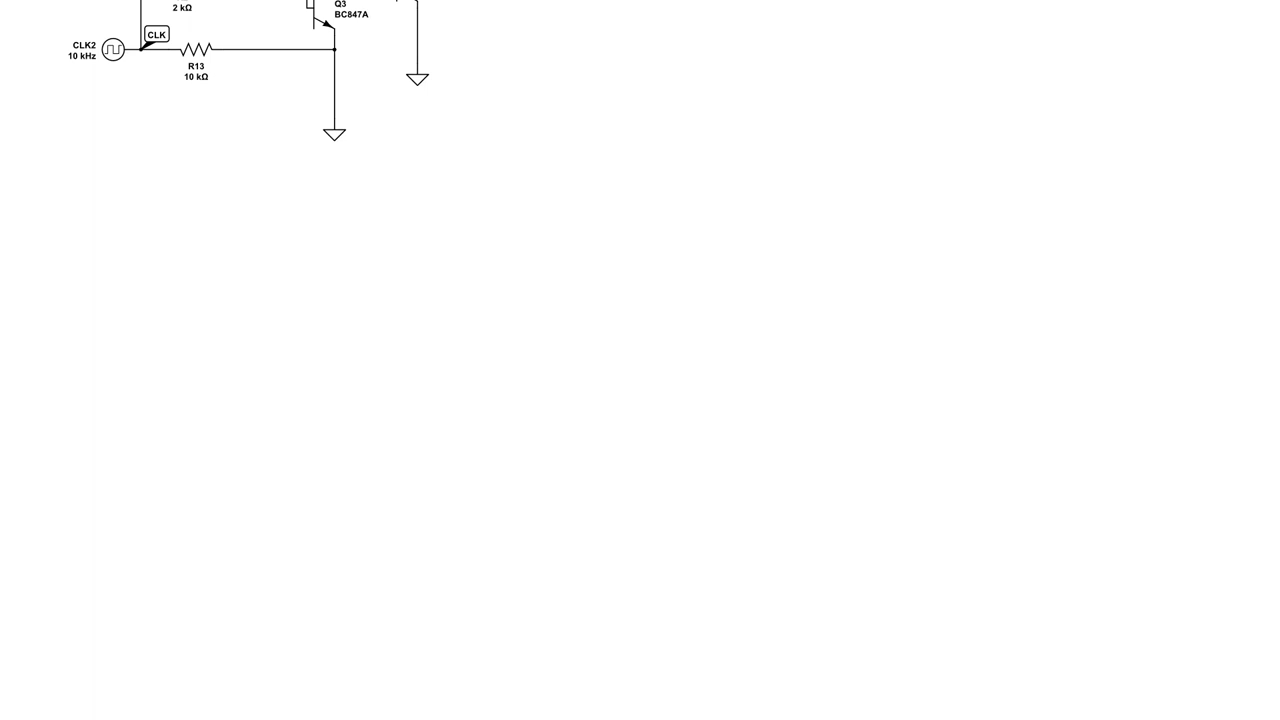 2 kΩ
Q3
BC847A
CLK
CLK2
10 kHz
R13
10 kΩ